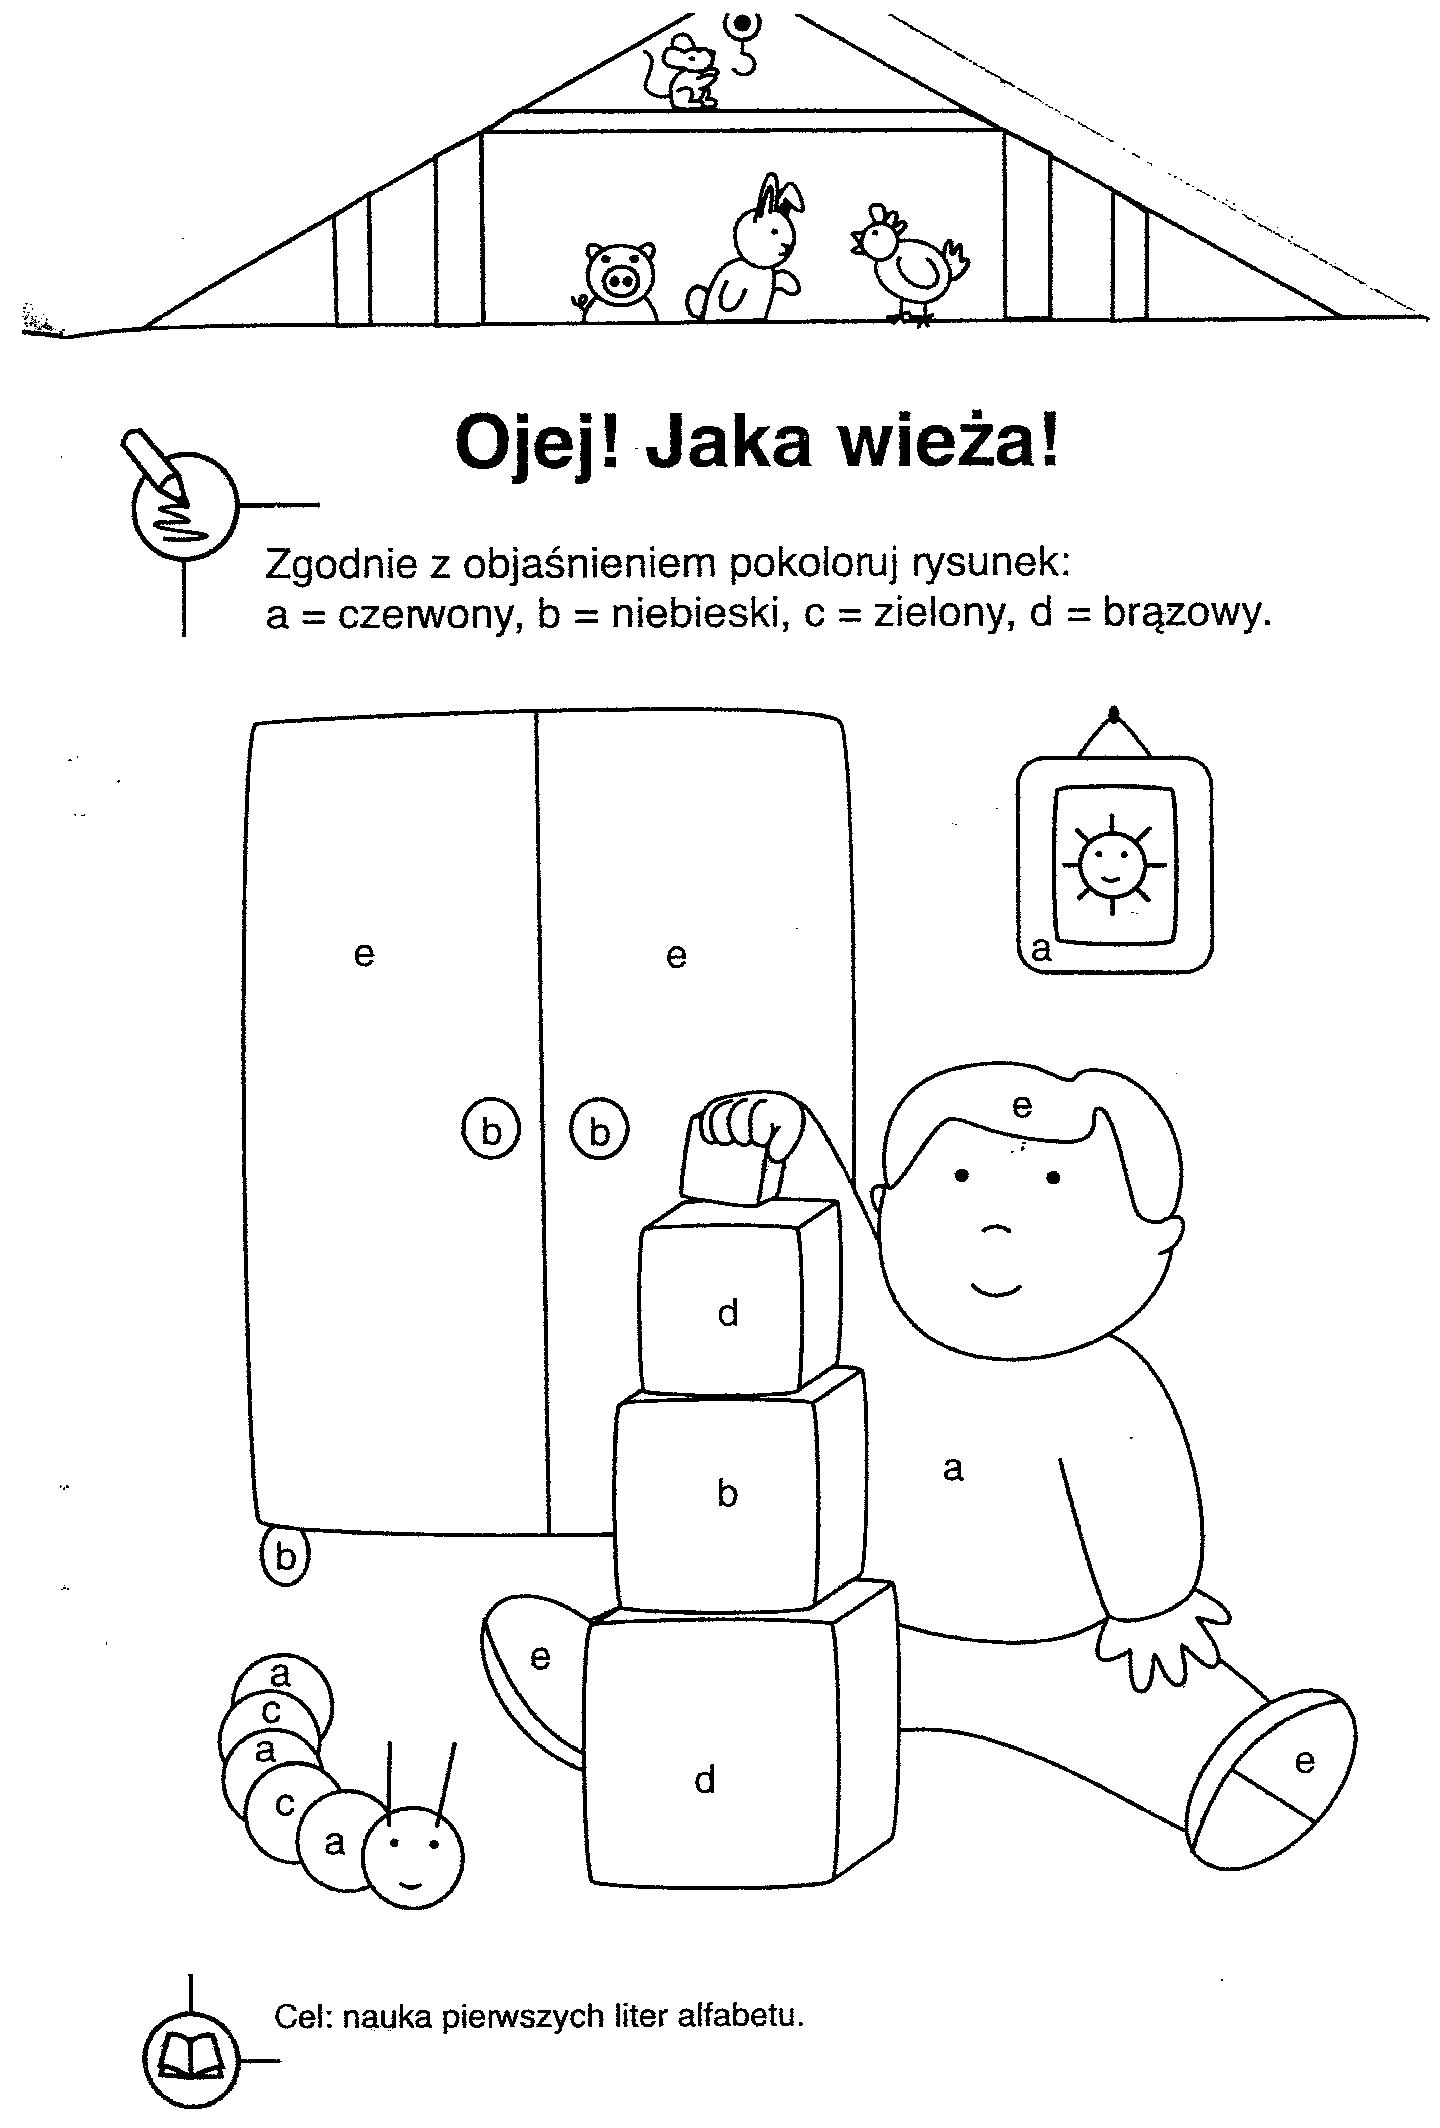 Ojej! Jaka wieża!
Zgodnie z objaśnieniem pokoloruj rysunek:
a = czerwony, b = niebieski, c = zielony, d = brązowy.
e
e
a
b
b
e
d
a
b
b
e
a
c
a
c
a
d
e
Cel: nauka pierwszych liter alfabetu.